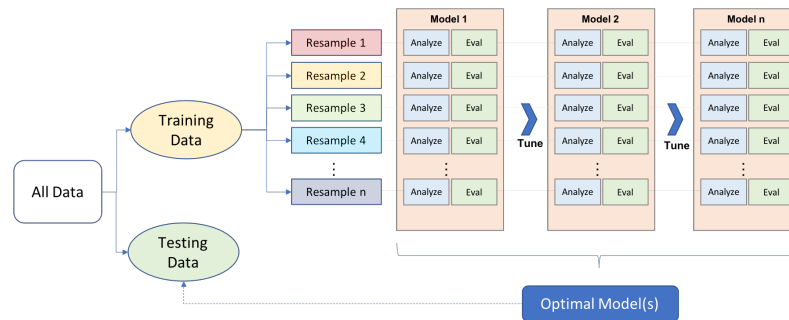 All Data
Training
Data
Testing
Data
Resample 1
Resample 2
Resample 3
Resample 4
⋮
Resample n
Model 1
Analyze Eval
Analyze Eval
Analyze Eval
Analyze Eval
⋮
Analyze Eval
Tune
Model 2
Analyze Eval
Analyze Eval
Analyze Eval
Analyze Eval
⋮
Analyze Eval
Tune
Model n
Analyze Eval
Analyze Eval
Analyze Eval
Analyze Eval
⋮
Analyze Eval
Optimal Model(s)